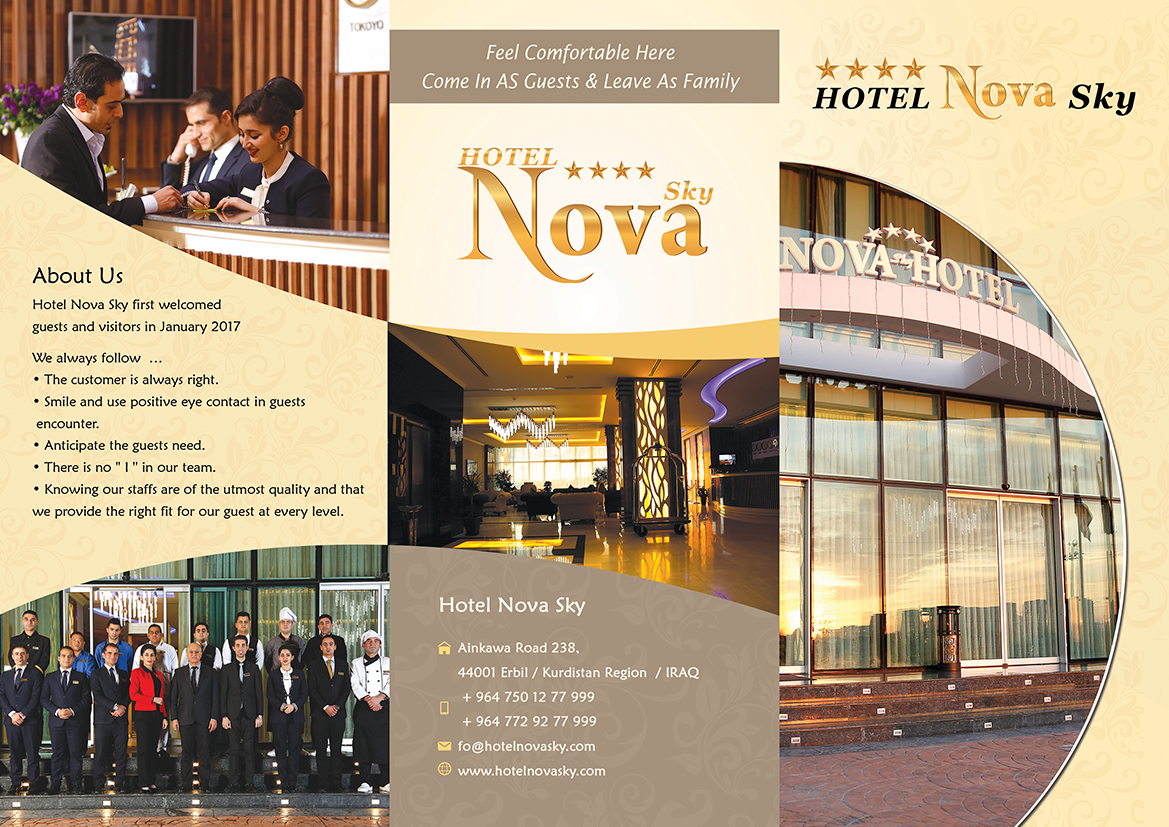 TOKOYO
About Us
Hotel Nova Sky first welcomed
guests and visitors in January 2017
We always follow ...
• The customer is always right.
• Smile and use positive eye contact in guests
encounter.
• Anticipate the guests need.
• There is no " I " in our team.
• Knowing our staffs are of the utmost quality and that
we provide the right fit for our guest at every level.
Feel Comfortable Here
Come In AS Guests & Leave As Family
HOTEL
Sky
Nova
Hotel Nova Sky
Ainkawa Road 238,
44001 Erbil / Kurdistan Region / IRAQ
+ 964 750 12 77 999
+ 964 772 92 77 999
fo@hotelnovasky.com
www.hotelnovasky.com
HOTEL Nova Sky
NOVA Sky HOTEL